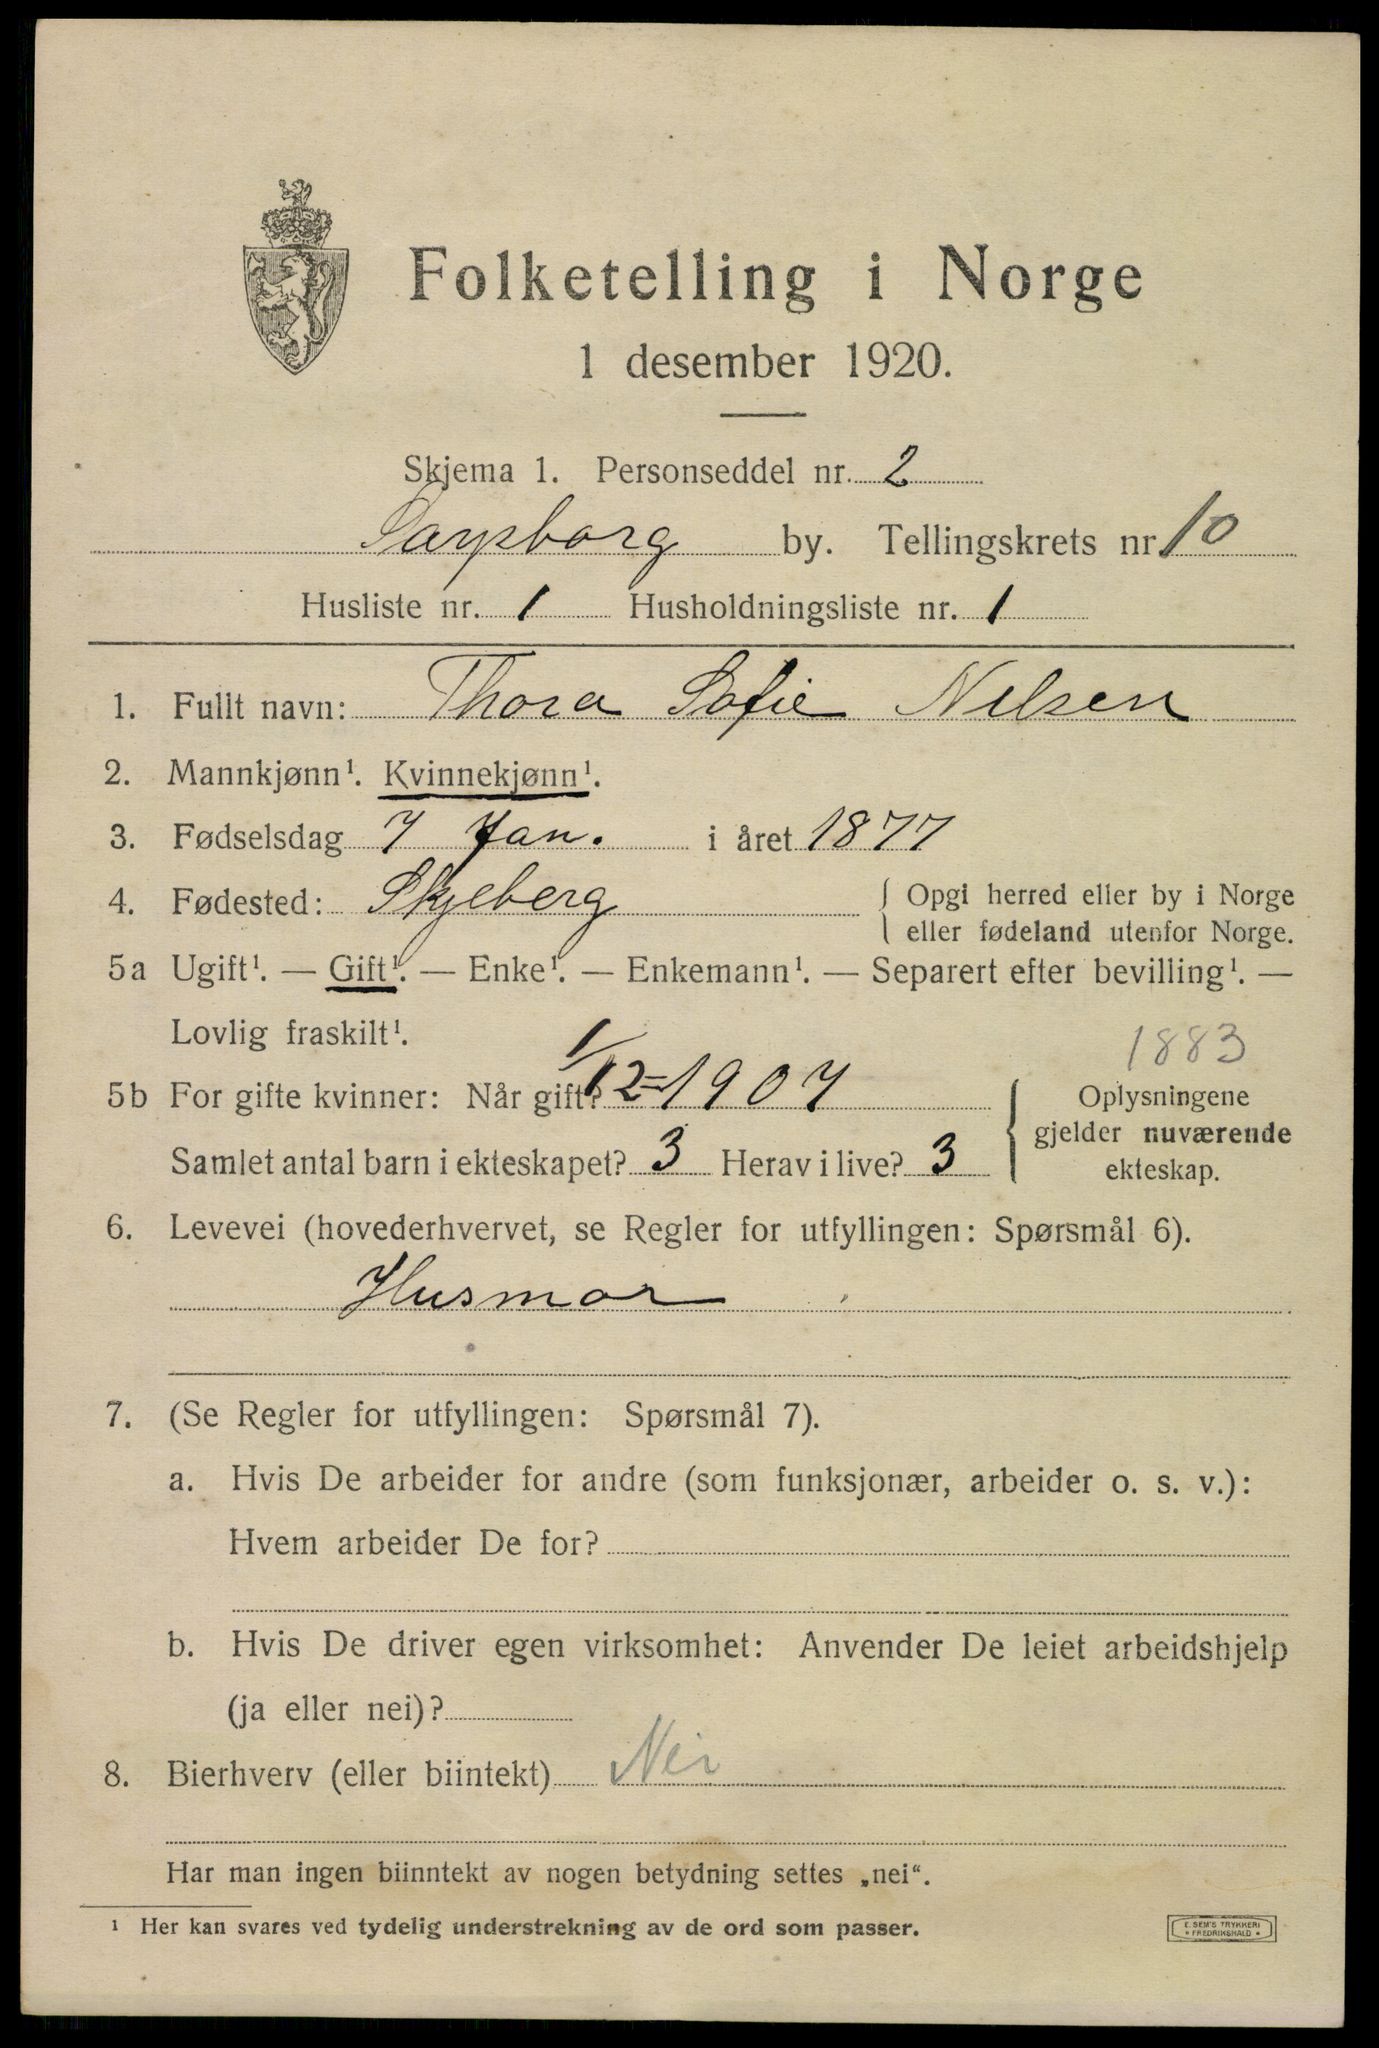 Folketelling i Norge
1 desember 1920.
Skjema 1. Personseddel nr. 2
Sarpsborg by. Tellingskrets nr. 10
Husliste nr. 1 Husholdningsliste nr. 1
1. Fullt navn: Thora Sofie Nilsen
2. Mannkjønn¹. Kvinnekjønn¹.
3. Fødselsdag 7 Jan. i året 1877
4. Fødested: Skjeberg { Opgi herred eller by i Norge
eller fødeland utenfor Norge.
5a Ugift¹. — Gift¹. — Enke¹. — Enkemann¹. — Separert efter bevilling¹. —
Lovlig fraskilt¹.
1883
5b For gifte kvinner: Når gift? 1/12=1907
Samlet antal barn i ekteskapet? 3 Herav i live? 3
Oplysningene
gjelder nuværende
ekteskap.
6. Levevei (hovederhvervet, se Regler for utfyllingen: Spørsmål 6).
Husmor
7. (Se Regler for utfyllingen: Spørsmål 7).
a. Hvis De arbeider for andre (som funksjonær, arbeider o. s. v.):
Hvem arbeider De for?
b. Hvis De driver egen virksomhet: Anvender De leiet arbeidshjelp
(ja eller nei)?
8. Bierhverv (eller biintekt) Nei
Har man ingen biinntekt av nogen betydning settes „nei“.
¹ Her kan svares ved tydelig understrekning av de ord som passer.
E. SEM'S TRYKKERI
* FREDRIKSHALD *